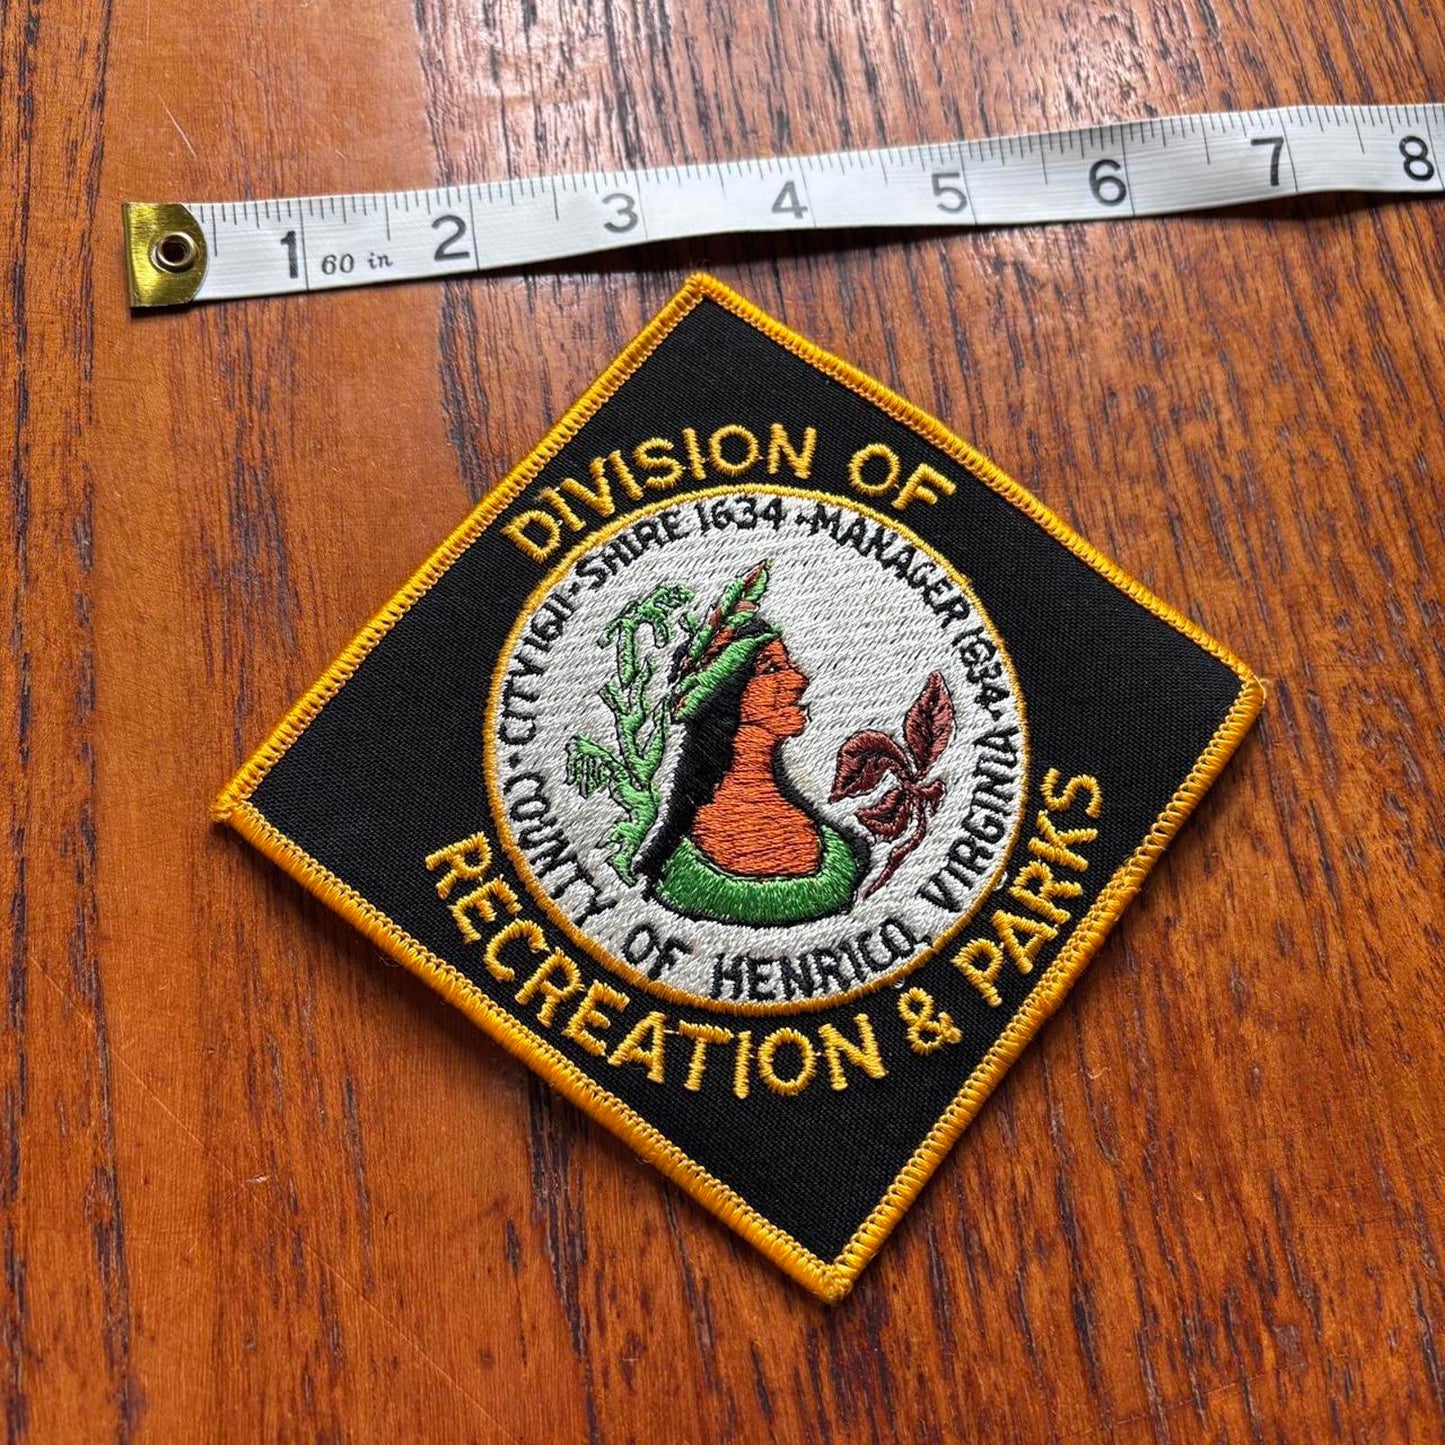 1 60 in 2 3 4 5 6 7 8
DIVISION OF
• CITY 1611 • SHIRE 1634 • MANAGER 1634 •
COUNTY OF HENRICO, VIRGINIA
RECREATION & PARKS